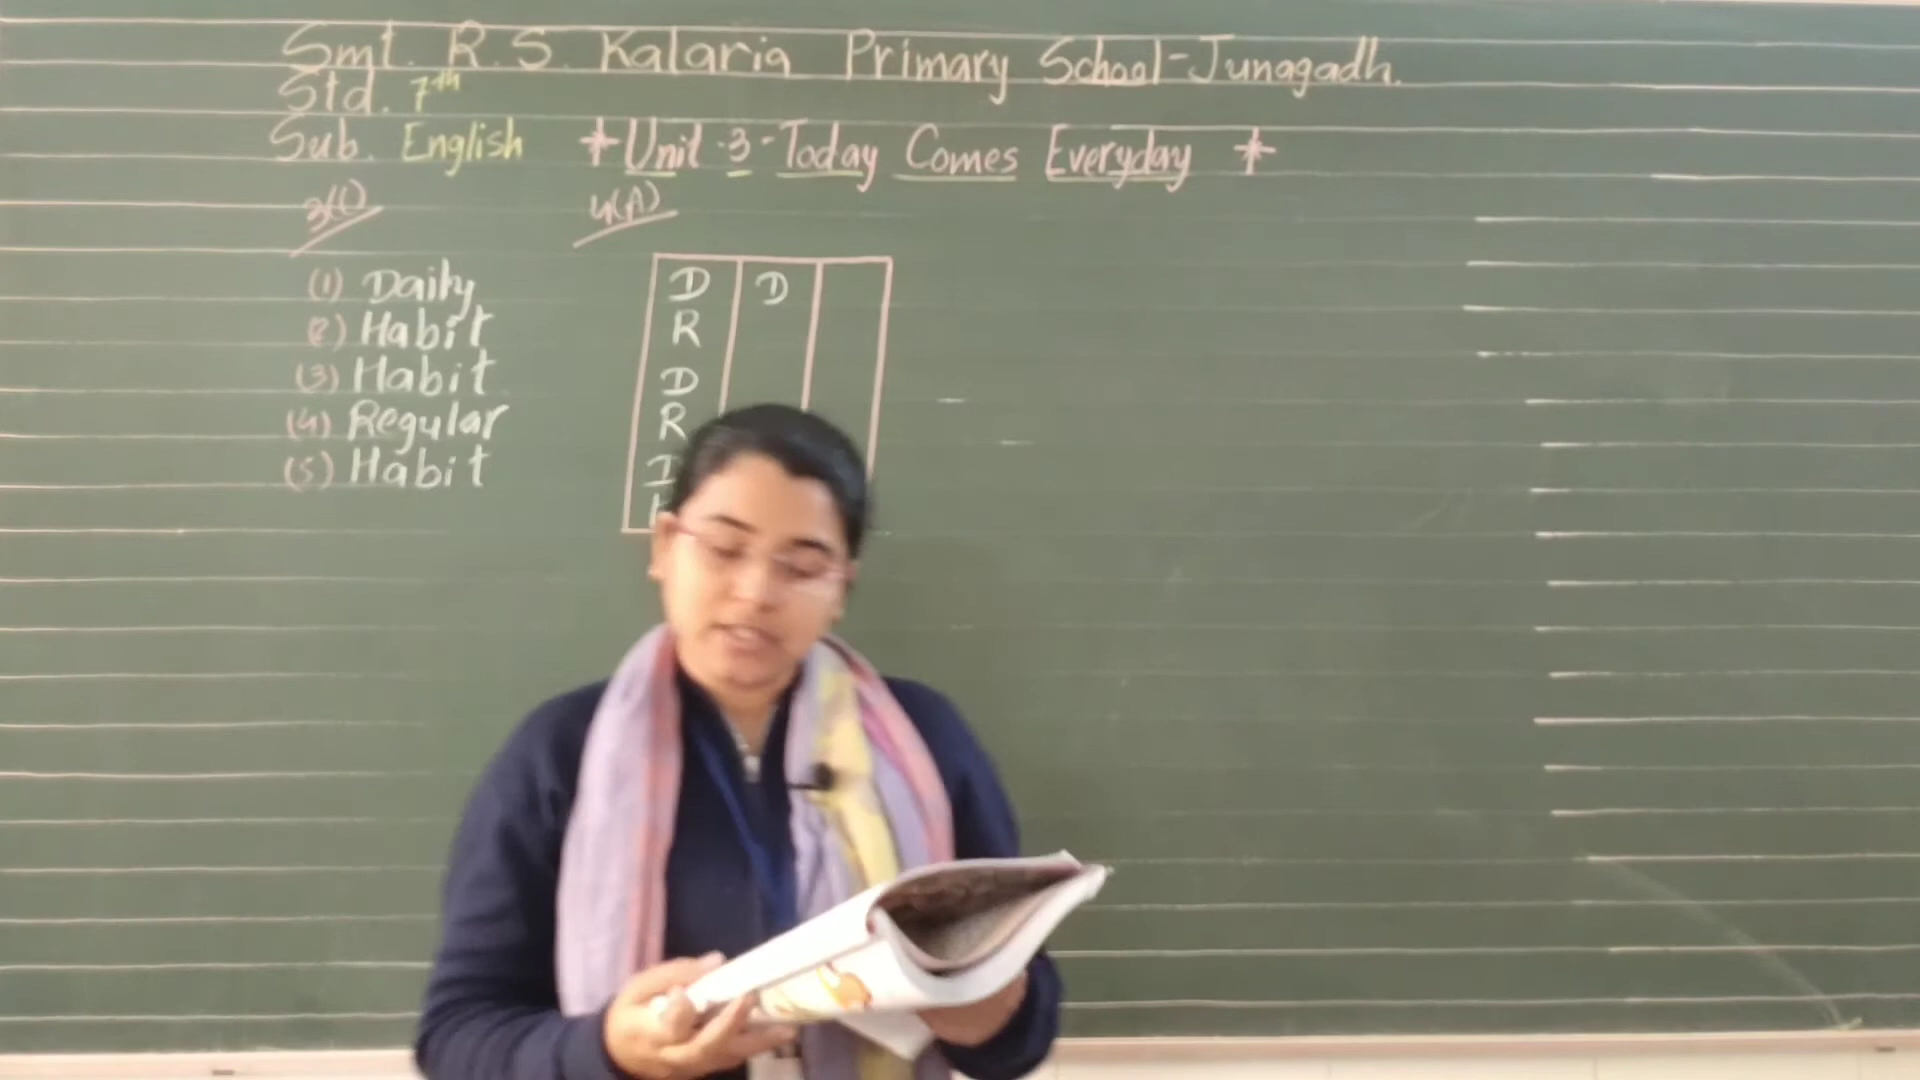 Smt. R.S. Kalaria Primary School-Junagadh.
Std. 7th
Sub. English * Unit-3-Today Comes Everyday *
3(C) 4(A)
(1) Daily
(2) Habit
(3) Habit
(4) Regular
(5) Habit
D D
R
D
R